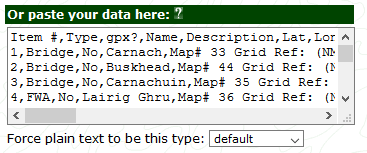 Or paste your data here: ?
Item #,Type,gpx?,Name,Description,Lat,Lon
1,Bridge,No,Carnach,Map# 33 Grid Ref: (NM
2,Bridge,No,Buskhead,Map# 44 Grid Ref: (N
3,Bridge,No,Carnachuin,Map# 35 Grid Ref:
4,FWA,No,Lairig Ghru,Map# 36 Grid Ref: (N
Force plain text to be this type: default